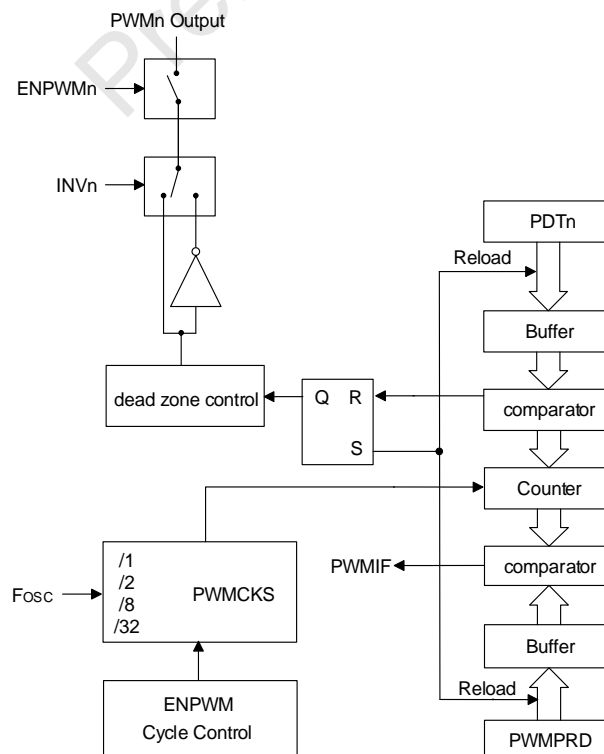 PWMn Output
ENPWMn
INVn
PDTn
Reload
Buffer
dead zone control
Q R
S
comparator
Counter
/1
/2
/8
/32
PWMCKS
Fosc
PWMIF
comparator
Buffer
Reload
ENPWM
Cycle Control
PWMPRD
Pre